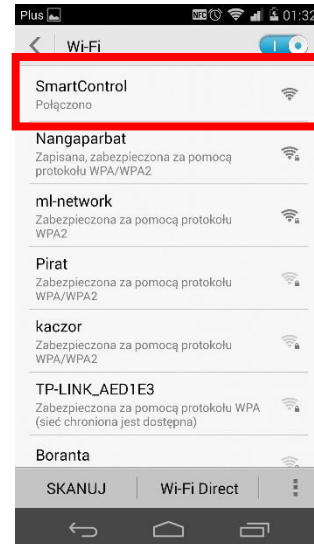 Plus NFC 01:32
Wi-Fi
SmartControl
Połączono
Nangaparbat
Zapisana, zabezpieczona za pomocą
protokołu WPA/WPA2
ml-network
Zabezpieczona za pomocą protokołu
WPA2
Pirat
Zabezpieczona za pomocą protokołu
WPA/WPA2
kaczor
Zabezpieczona za pomocą protokołu
WPA/WPA2
TP-LINK_AED1E3
Zabezpieczona za pomocą protokołu WPA
(sieć chroniona jest dostępna)
Boranta
SKANUJ Wi-Fi Direct